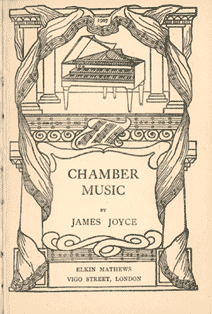 1907
CHAMBER
MUSIC
BY
JAMES JOYCE
ELKIN MATHEWS
VIGO STREET, LONDON